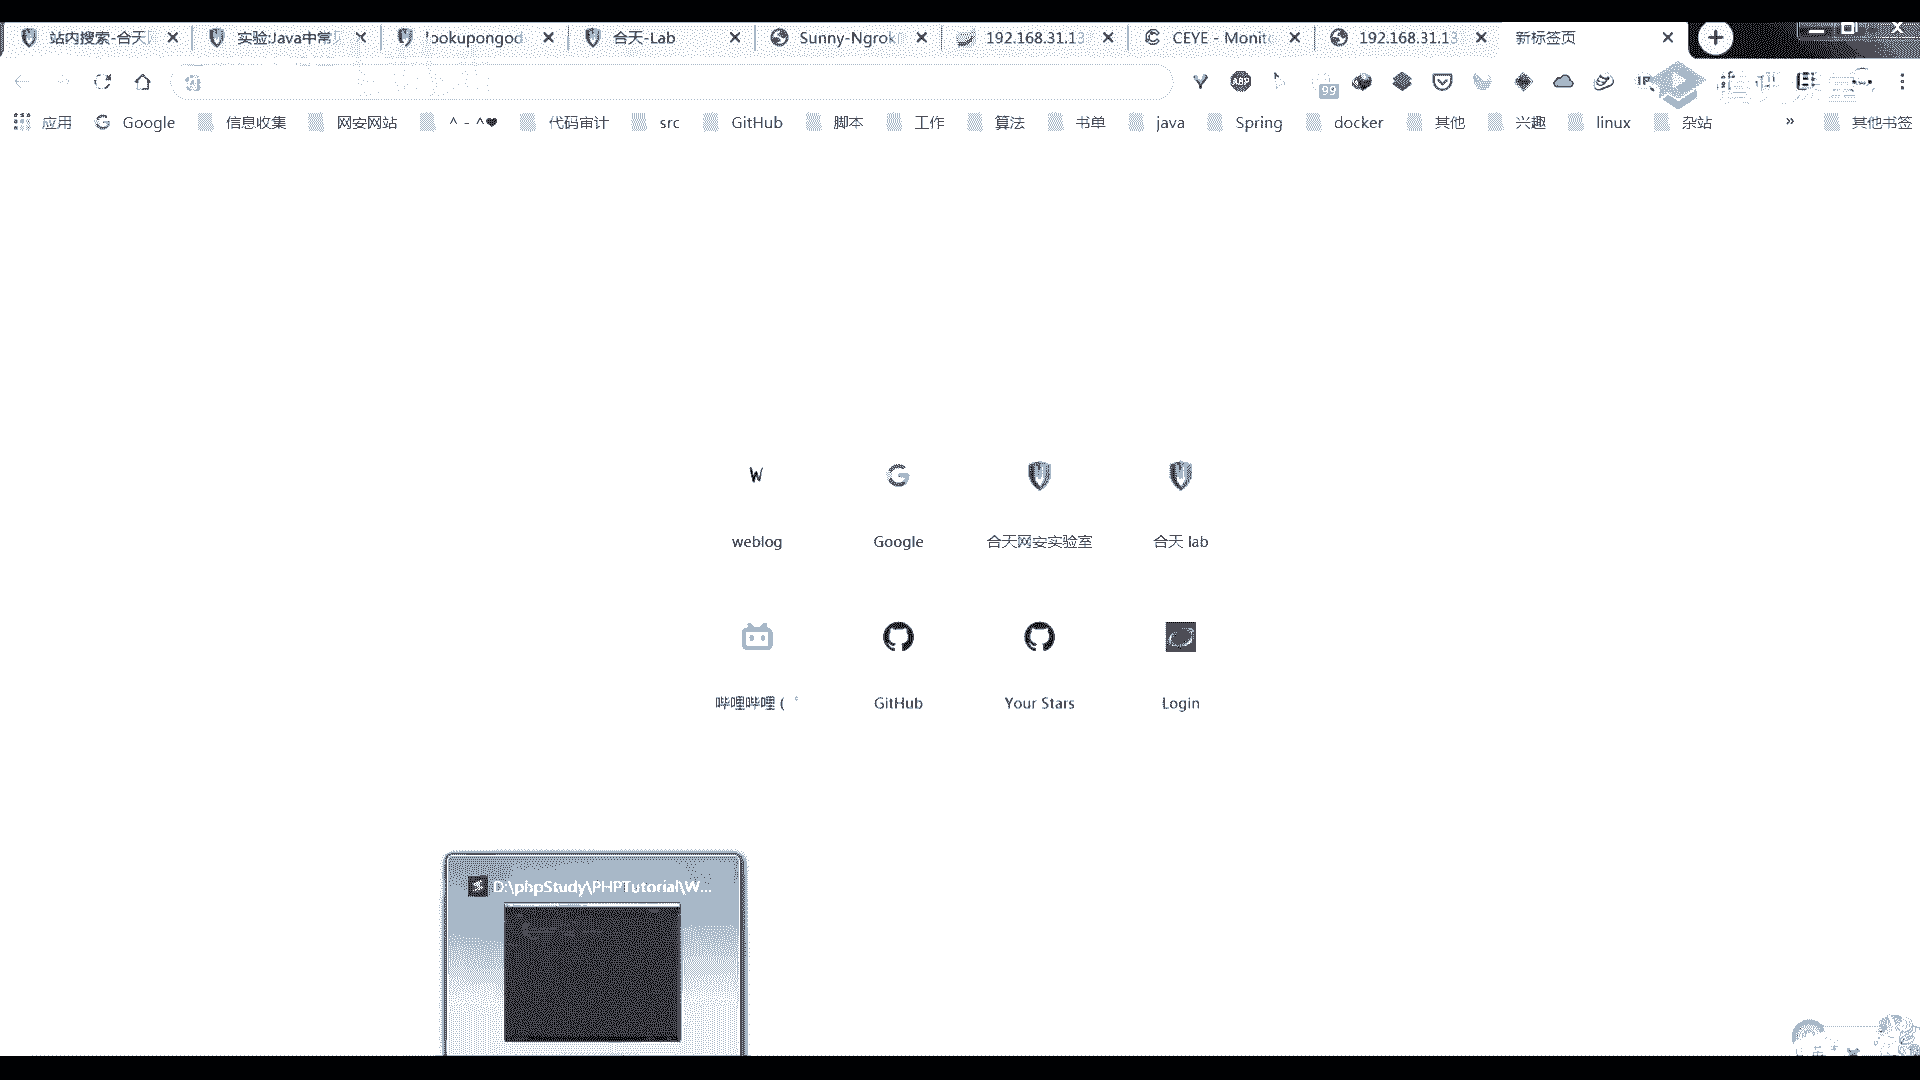 站内搜索-合天
实验:Java中常见
lookupongod
合天-Lab
Sunny-Ngrok
192.168.31.13
CEYE - Monito
192.168.31.13
新标签页
ABP
99
应用
Google
信息收集
网安网站
^ - ^❤
代码审计
src
GitHub
脚本
工作
算法
书单
java
Spring
docker
其他
兴趣
linux
杂站
»
其他书签
weblog
Google
合天网安实验室
合天 lab
哔哩哔哩 ( ゜
GitHub
Your Stars
Login
D:\phpStudy\PHPTutorial\W...